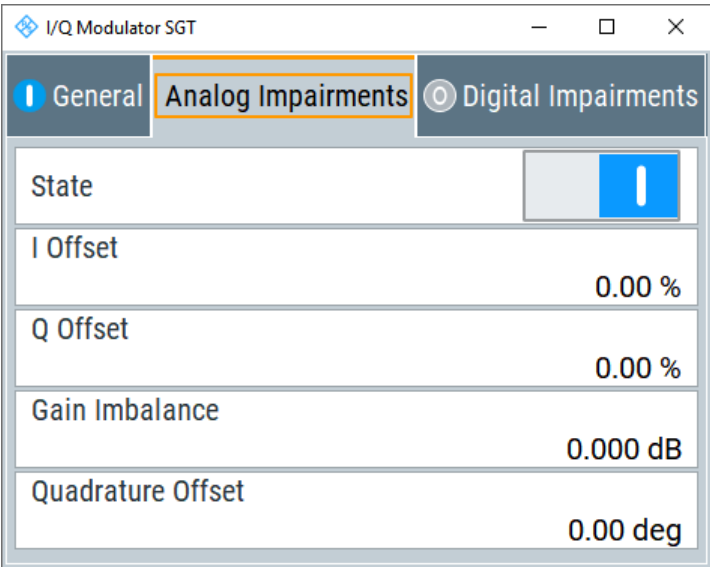 I/Q Modulator SGT
General
Analog Impairments
Digital Impairments
State
I Offset
0.00 %
Q Offset
0.00 %
Gain Imbalance
0.000 dB
Quadrature Offset
0.00 deg